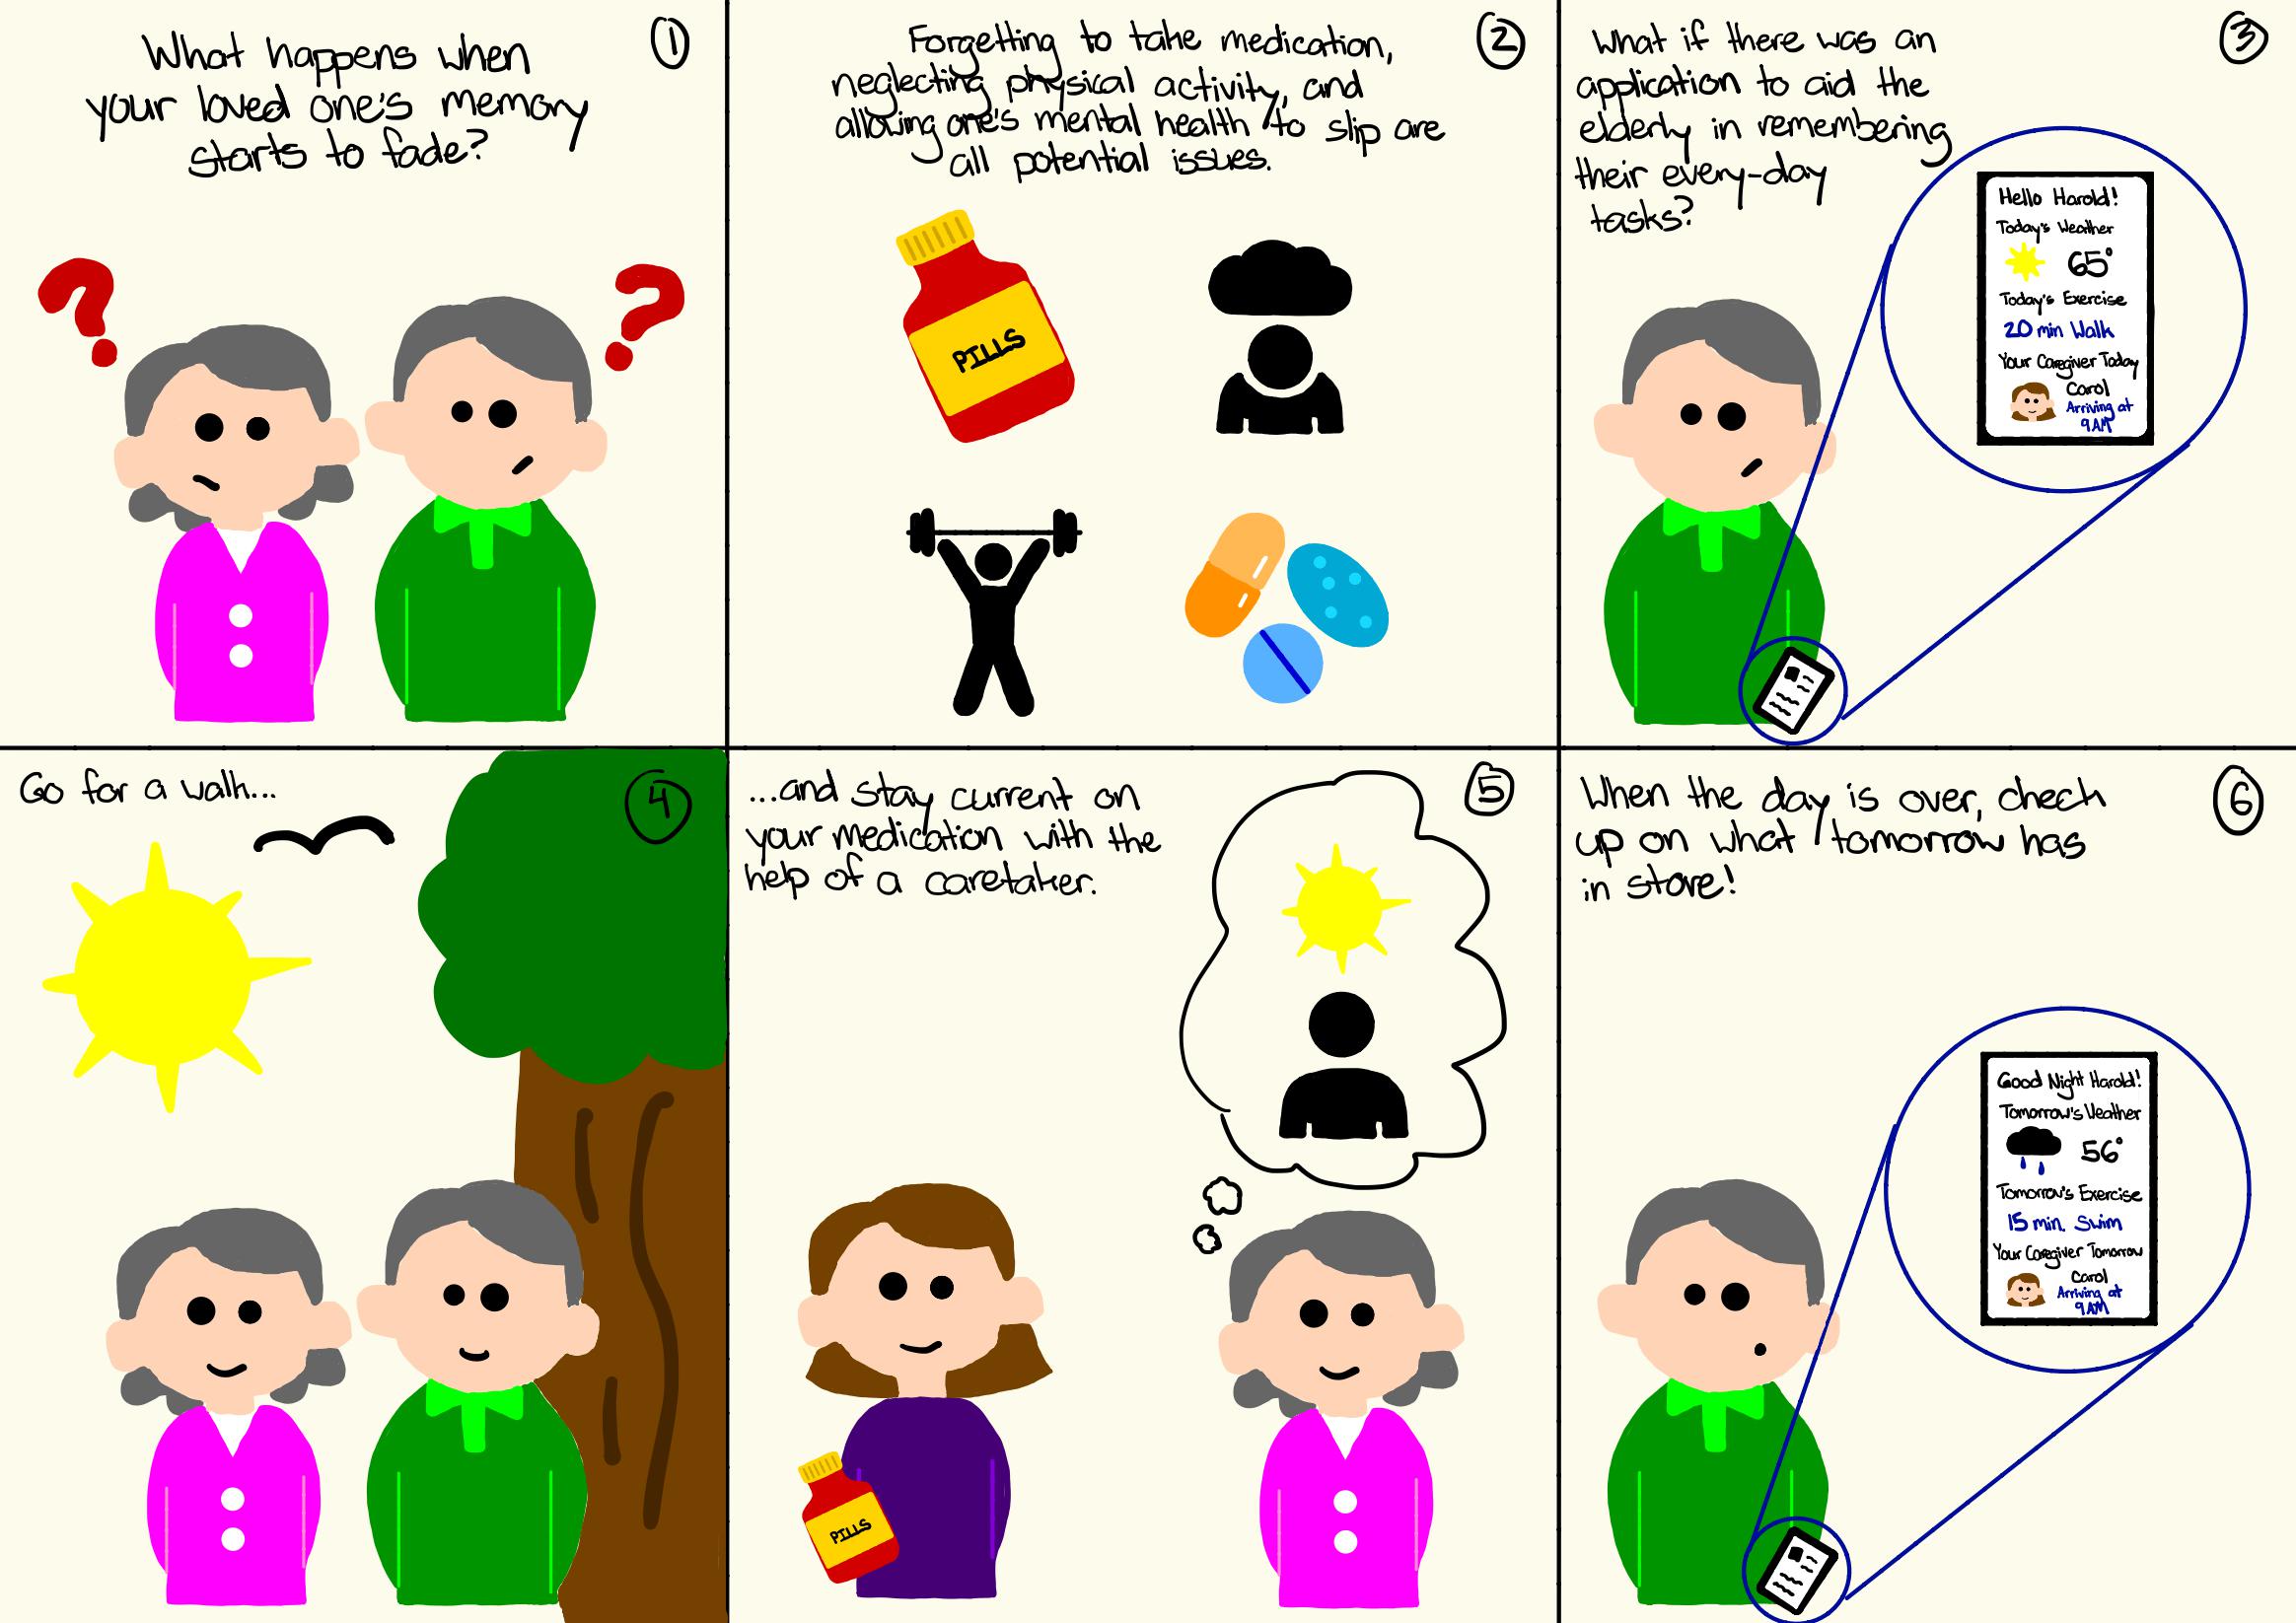 What happens when
your loved one's memory
starts to fade?
1
Forgetting to take medication,
neglecting physical activity, and
allowing one's mental health to slip are
all potential issues.
2
PILLS
What if there was an
application to aid the
elderly in remembering
their every-day
tasks?
3
Hello Harold!
Today's Weather
65°
Today's Exercise
20 min Walk
Your Caregiver Today
Carol
Arriving at
9AM
Go for a walk...
4
...and stay current on
your medication with the
help of a caretaker.
5
PILLS
When the day is over, check
up on what tomorrow has
in store!
6
Good Night Harold!
Tomorrow's Weather
56°
Tomorrow's Exercise
15 min. Swim
Your Caregiver Tomorrow
Carol
Arriving at
9AM